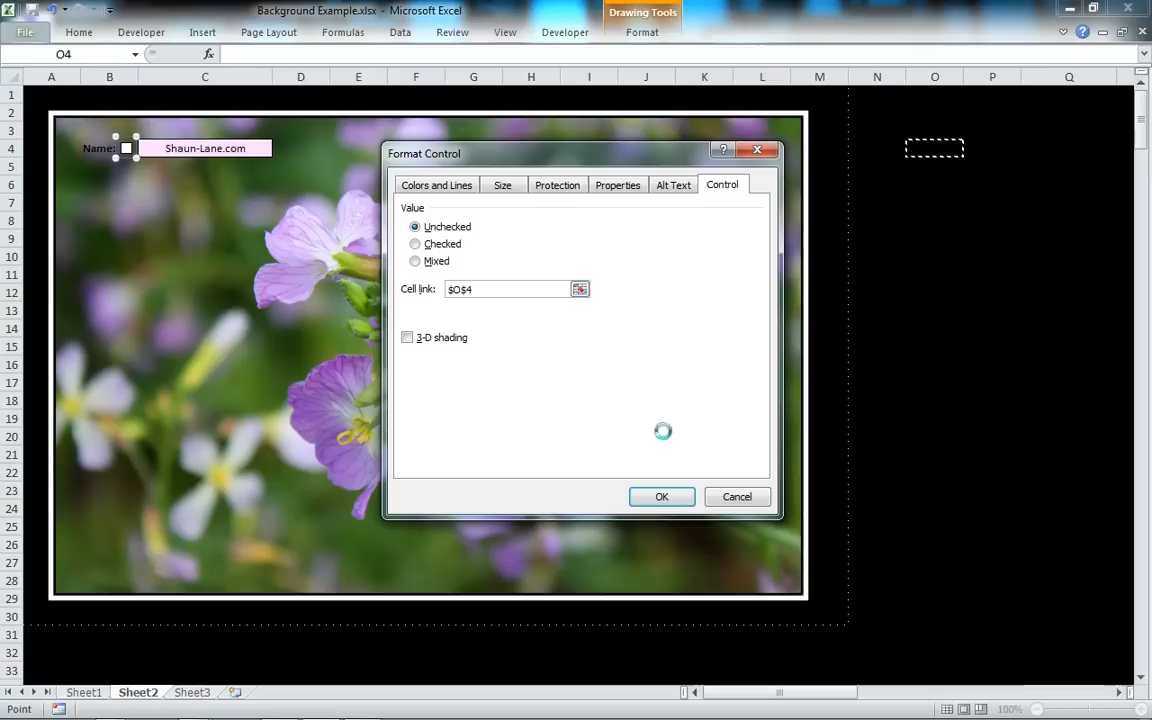 Background Example.xlsx - Microsoft Excel
Drawing Tools
File Home Developer Insert Page Layout Formulas Data Review View Developer Format
O4 fx
A B C D E F G H I J K L M N O P Q
1
2
3
4
5
6
7
8
9
10
11
12
13
14
15
16
17
18
19
20
21
22
23
24
25
26
27
28
29
30
31
32
33
Name: Shaun-Lane.com
Format Control
Colors and Lines Size Protection Properties Alt Text Control
Value
Unchecked
Checked
Mixed
Cell link: $O$4
3-D shading
OK Cancel
Sheet1 Sheet2 Sheet3
Point 100%